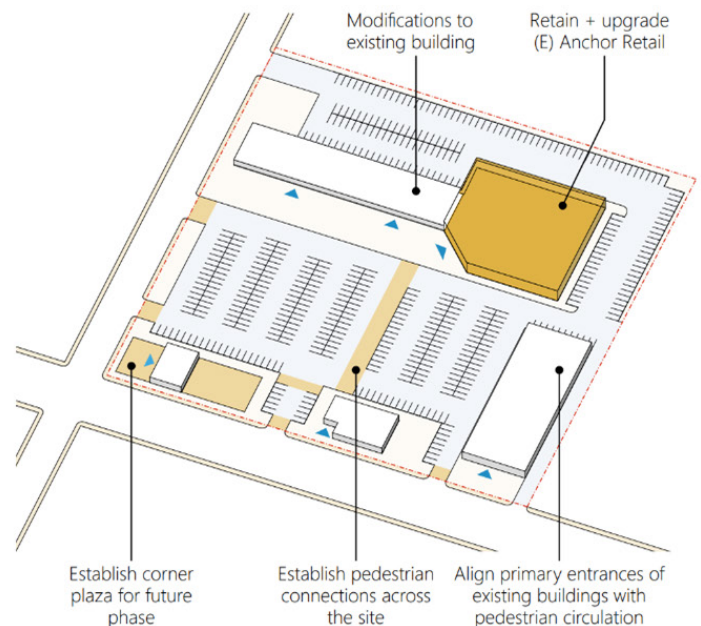 Modifications to
existing building
Retain + upgrade
(E) Anchor Retail
Establish corner
plaza for future
phase
Establish pedestrian
connections across
the site
Align primary entrances of
existing buildings with
pedestrian circulation